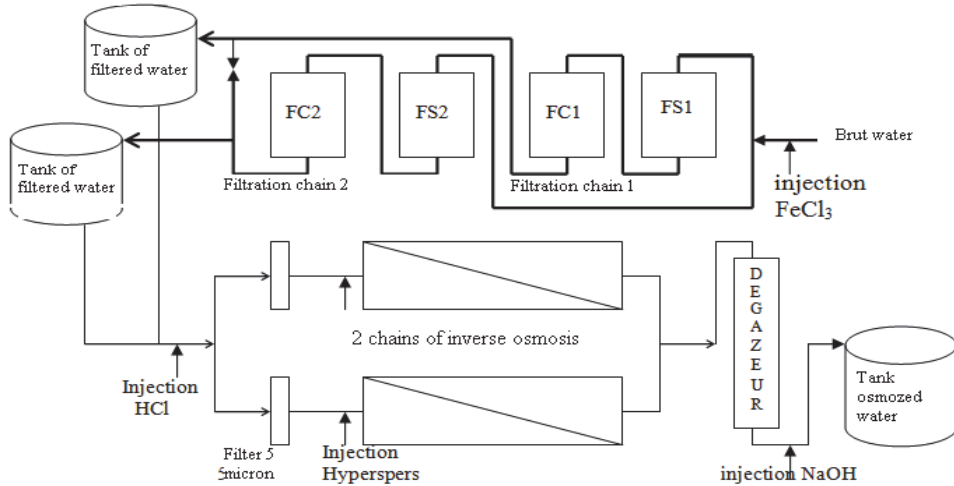 Tank of
filtered water
FC2
FS2
FC1
FS1
Brut water
Tank of
filtered water
Filtration chain 2
Filtration chain 1
injection
FeCl₃
DEGAZEUR
2 chains of inverse osmosis
Injection
HCl
Tank
osmozed
water
Filter 5
5micron
Injection
Hyperspers
injection NaOH